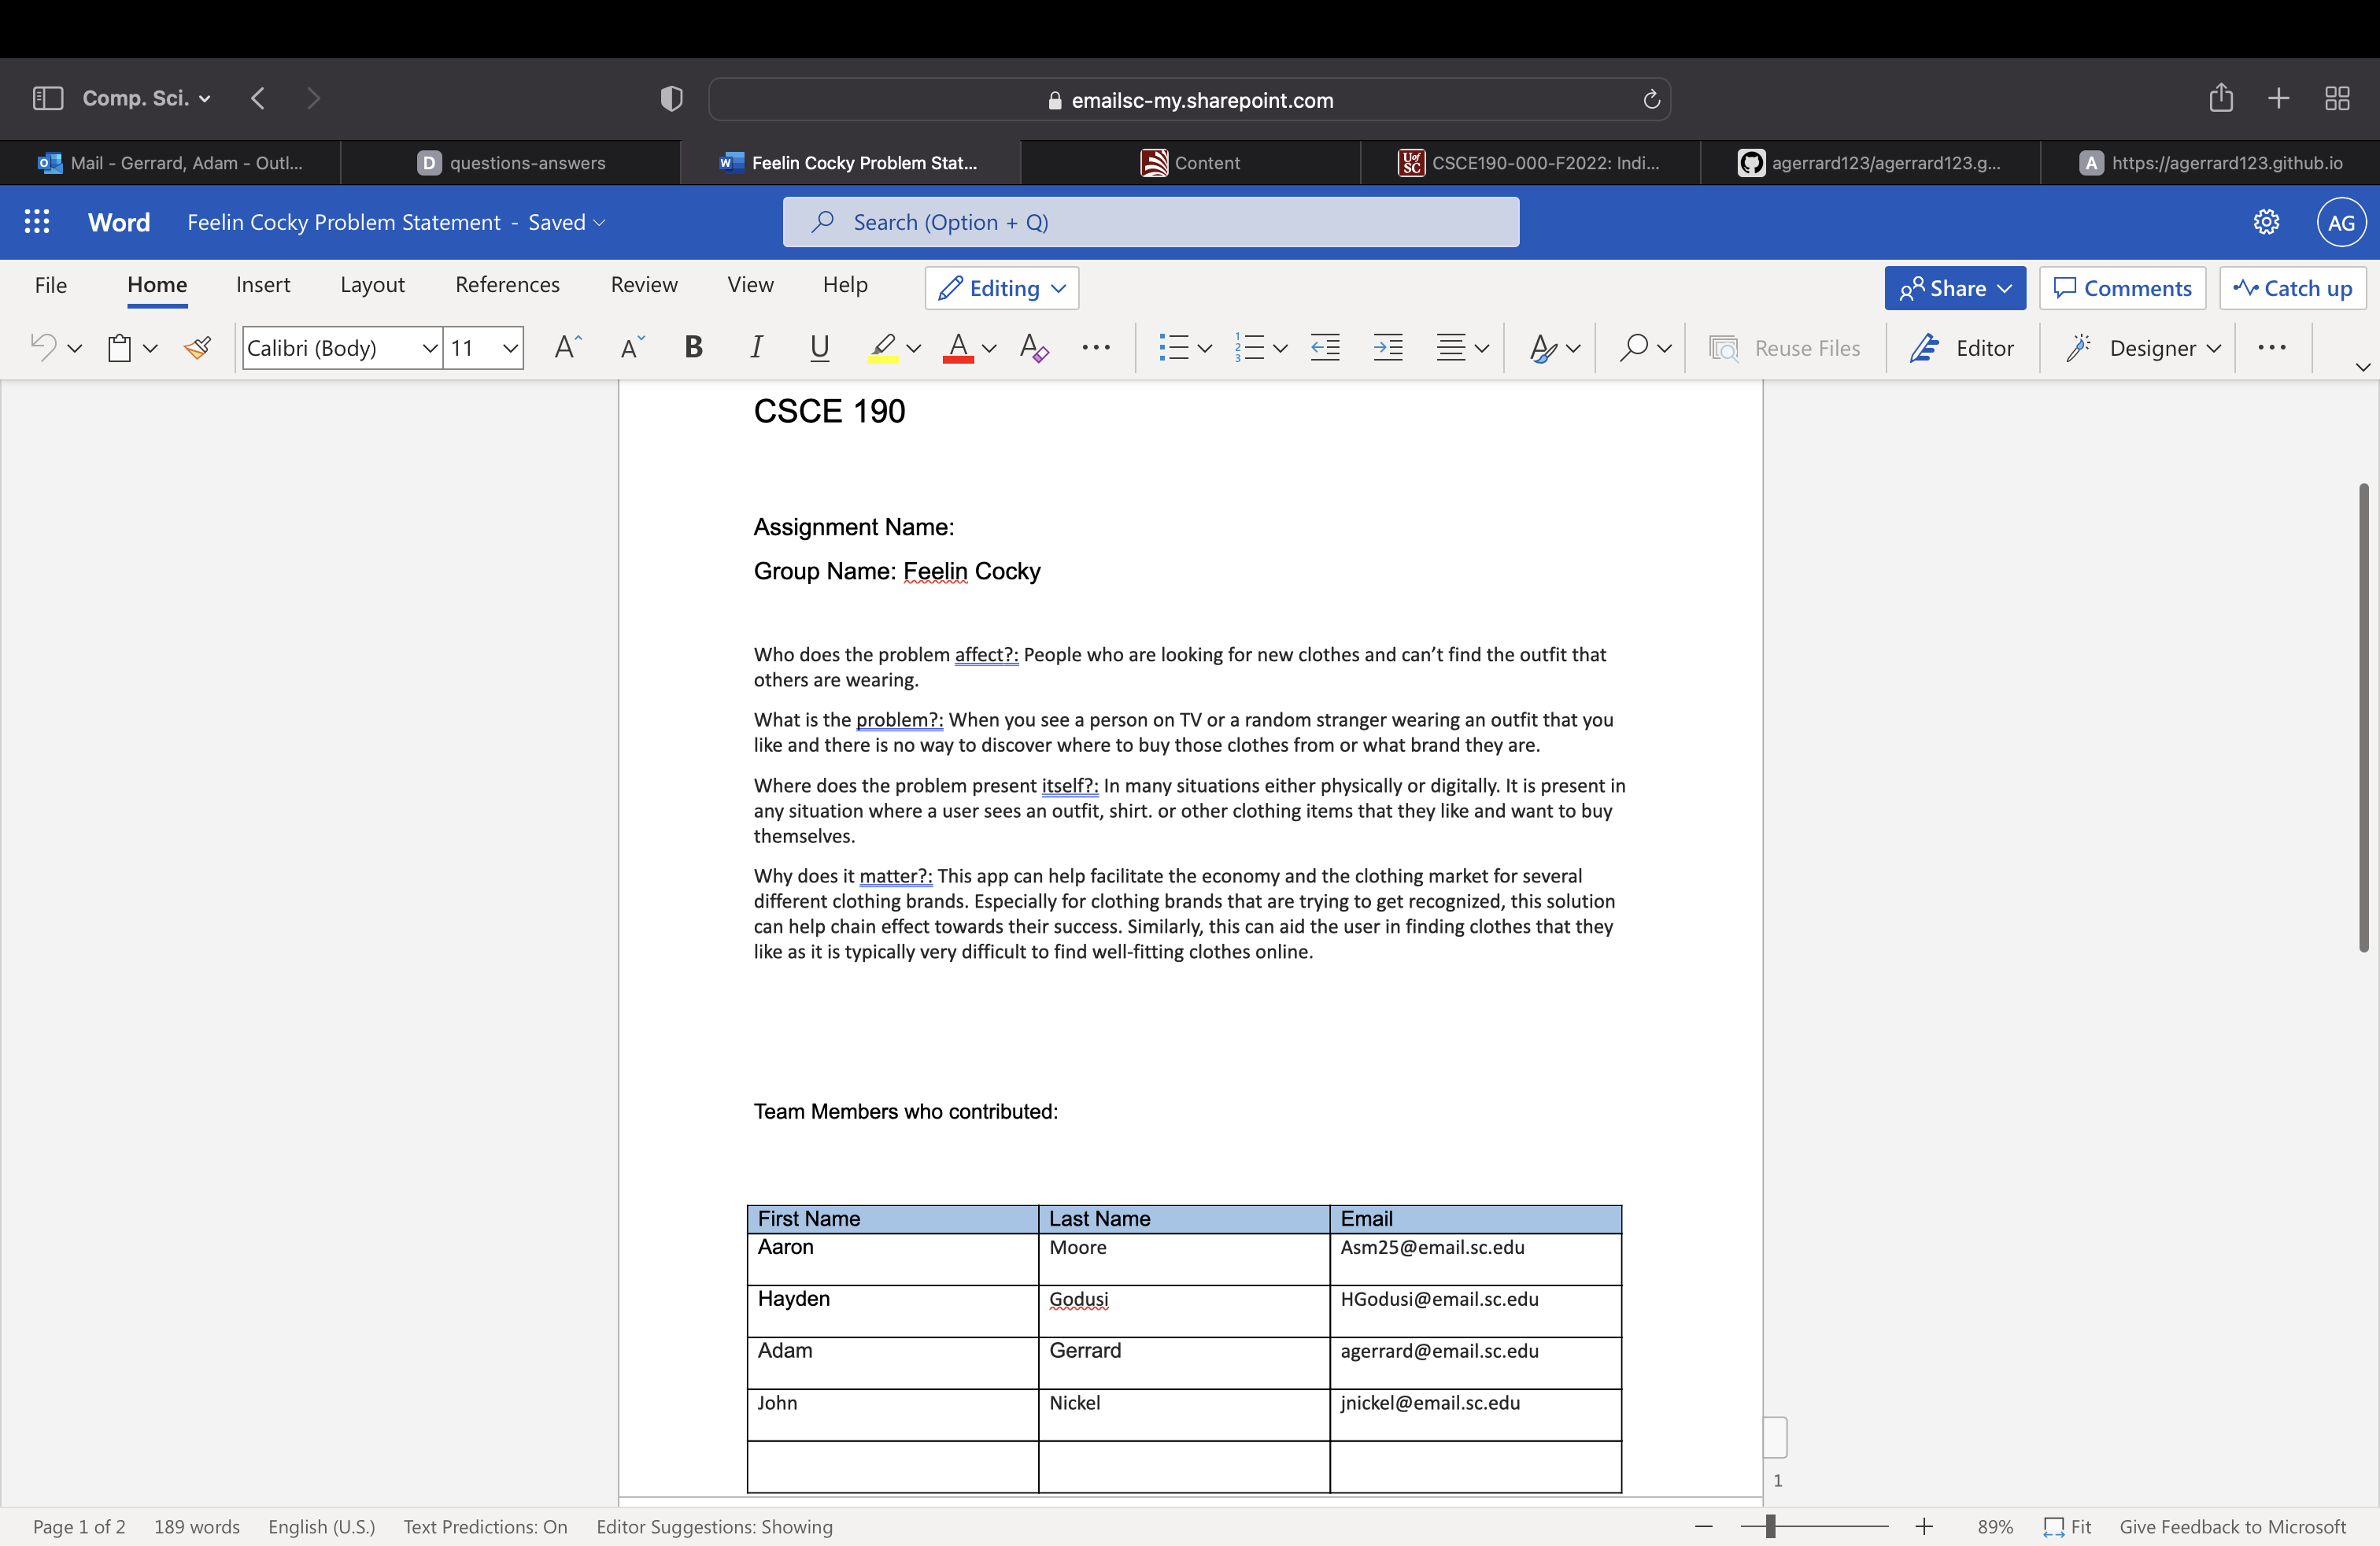 Comp. Sci.
emailsc-my.sharepoint.com
Mail - Gerrard, Adam - Outl...
D questions-answers
W Feelin Cocky Problem Stat...
Content
UofSC CSCE190-000-F2022: Indi...
agerrard123/agerrard123.g...
A https://agerrard123.github.io
Word Feelin Cocky Problem Statement - Saved
Search (Option + Q)
AG
File Home Insert Layout References Review View Help Editing Share Comments Catch up
Calibri (Body) 11 A A B I U A A Reuse Files Editor Designer
CSCE 190
Assignment Name:
Group Name: Feelin Cocky
Who does the problem affect?: People who are looking for new clothes and can't find the outfit that
others are wearing.
What is the problem?: When you see a person on TV or a random stranger wearing an outfit that you
like and there is no way to discover where to buy those clothes from or what brand they are.
Where does the problem present itself?: In many situations either physically or digitally. It is present in
any situation where a user sees an outfit, shirt. or other clothing items that they like and want to buy
themselves.
Why does it matter?: This app can help facilitate the economy and the clothing market for several
different clothing brands. Especially for clothing brands that are trying to get recognized, this solution
can help chain effect towards their success. Similarly, this can aid the user in finding clothes that they
like as it is typically very difficult to find well-fitting clothes online.
Team Members who contributed:
First Name Last Name Email
Aaron Moore Asm25@email.sc.edu
Hayden Godusi HGodusi@email.sc.edu
Adam Gerrard agerrard@email.sc.edu
John Nickel jnickel@email.sc.edu
1
Page 1 of 2 189 words English (U.S.) Text Predictions: On Editor Suggestions: Showing 89% Fit Give Feedback to Microsoft